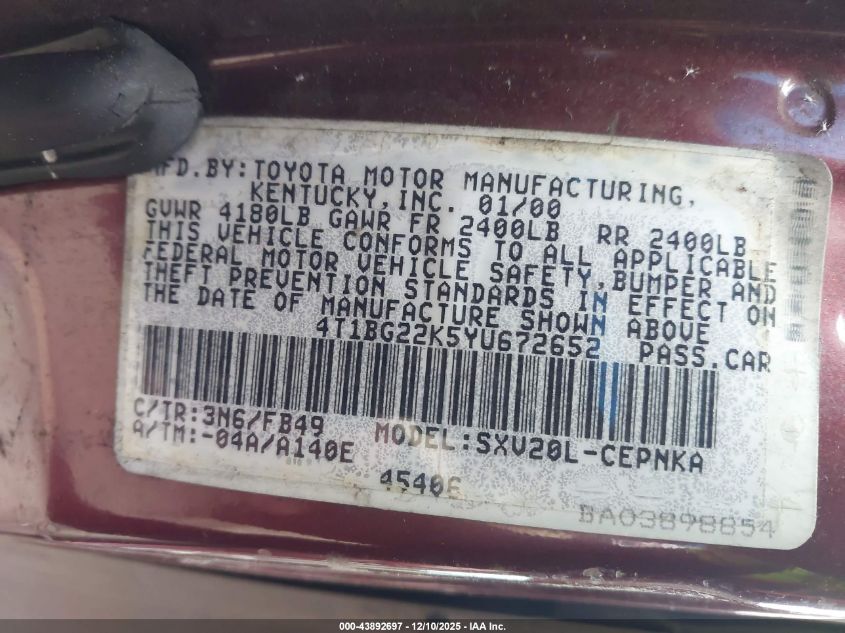 MFD.BY:TOYOTA MOTOR MANUFACTURING,
KENTUCKY,INC. 01/00
GVWR 4180LB GAWR FR 2400LB RR 2400LB
THIS VEHICLE CONFORMS TO ALL APPLICABLE
FEDERAL MOTOR VEHICLE SAFETY,BUMPER AND
THEFT PREVENTION STANDARDS IN EFFECT ON
THE DATE OF MANUFACTURE SHOWN ABOVE
4T1BG22K5YU672652 PASS.CAR
C/TR:3N6/FB49 MODEL:SXV20L-CEPNKA
A/TM:-04A/A140E
45406
BA03898854
000-43892697 - 12/10/2025 - IAA Inc.